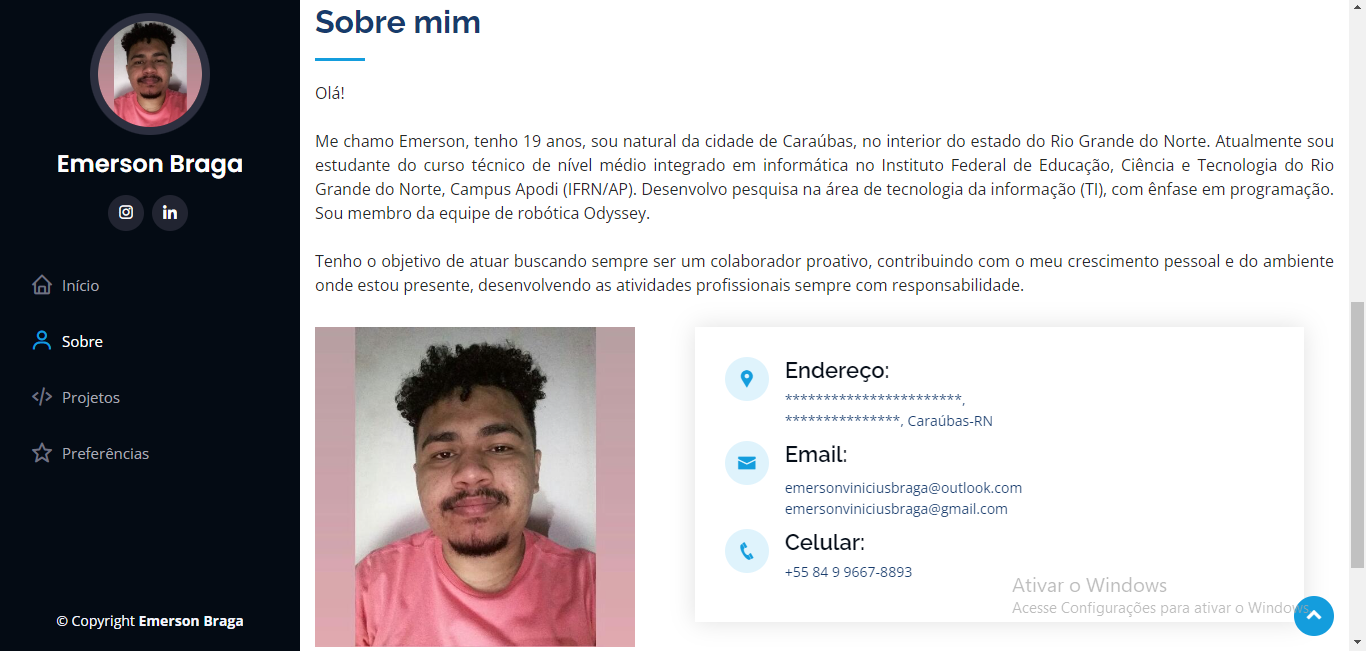 Emerson Braga
Início
Sobre
Projetos
Preferências
© Copyright Emerson Braga
Sobre mim
Olá!
Me chamo Emerson, tenho 19 anos, sou natural da cidade de Caraúbas, no interior do estado do Rio Grande do Norte. Atualmente sou
estudante do curso técnico de nível médio integrado em informática no Instituto Federal de Educação, Ciência e Tecnologia do Rio
Grande do Norte, Campus Apodi (IFRN/AP). Desenvolvo pesquisa na área de tecnologia da informação (TI), com ênfase em programação.
Sou membro da equipe de robótica Odyssey.
Tenho o objetivo de atuar buscando sempre ser um colaborador proativo, contribuindo com o meu crescimento pessoal e do ambiente
onde estou presente, desenvolvendo as atividades profissionais sempre com responsabilidade.
Endereço:
***********************,
***************, Caraúbas-RN
Email:
emersonviniciusbraga@outlook.com
emersonviniciusbraga@gmail.com
Celular:
+55 84 9 9667-8893
Ativar o Windows
Acesse Configurações para ativar o Windows.